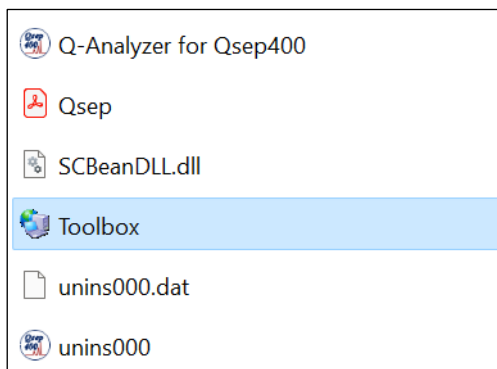 Q-Analyzer for Qsep400
Qsep
SCBeanDLL.dll
Toolbox
unins000.dat
unins000